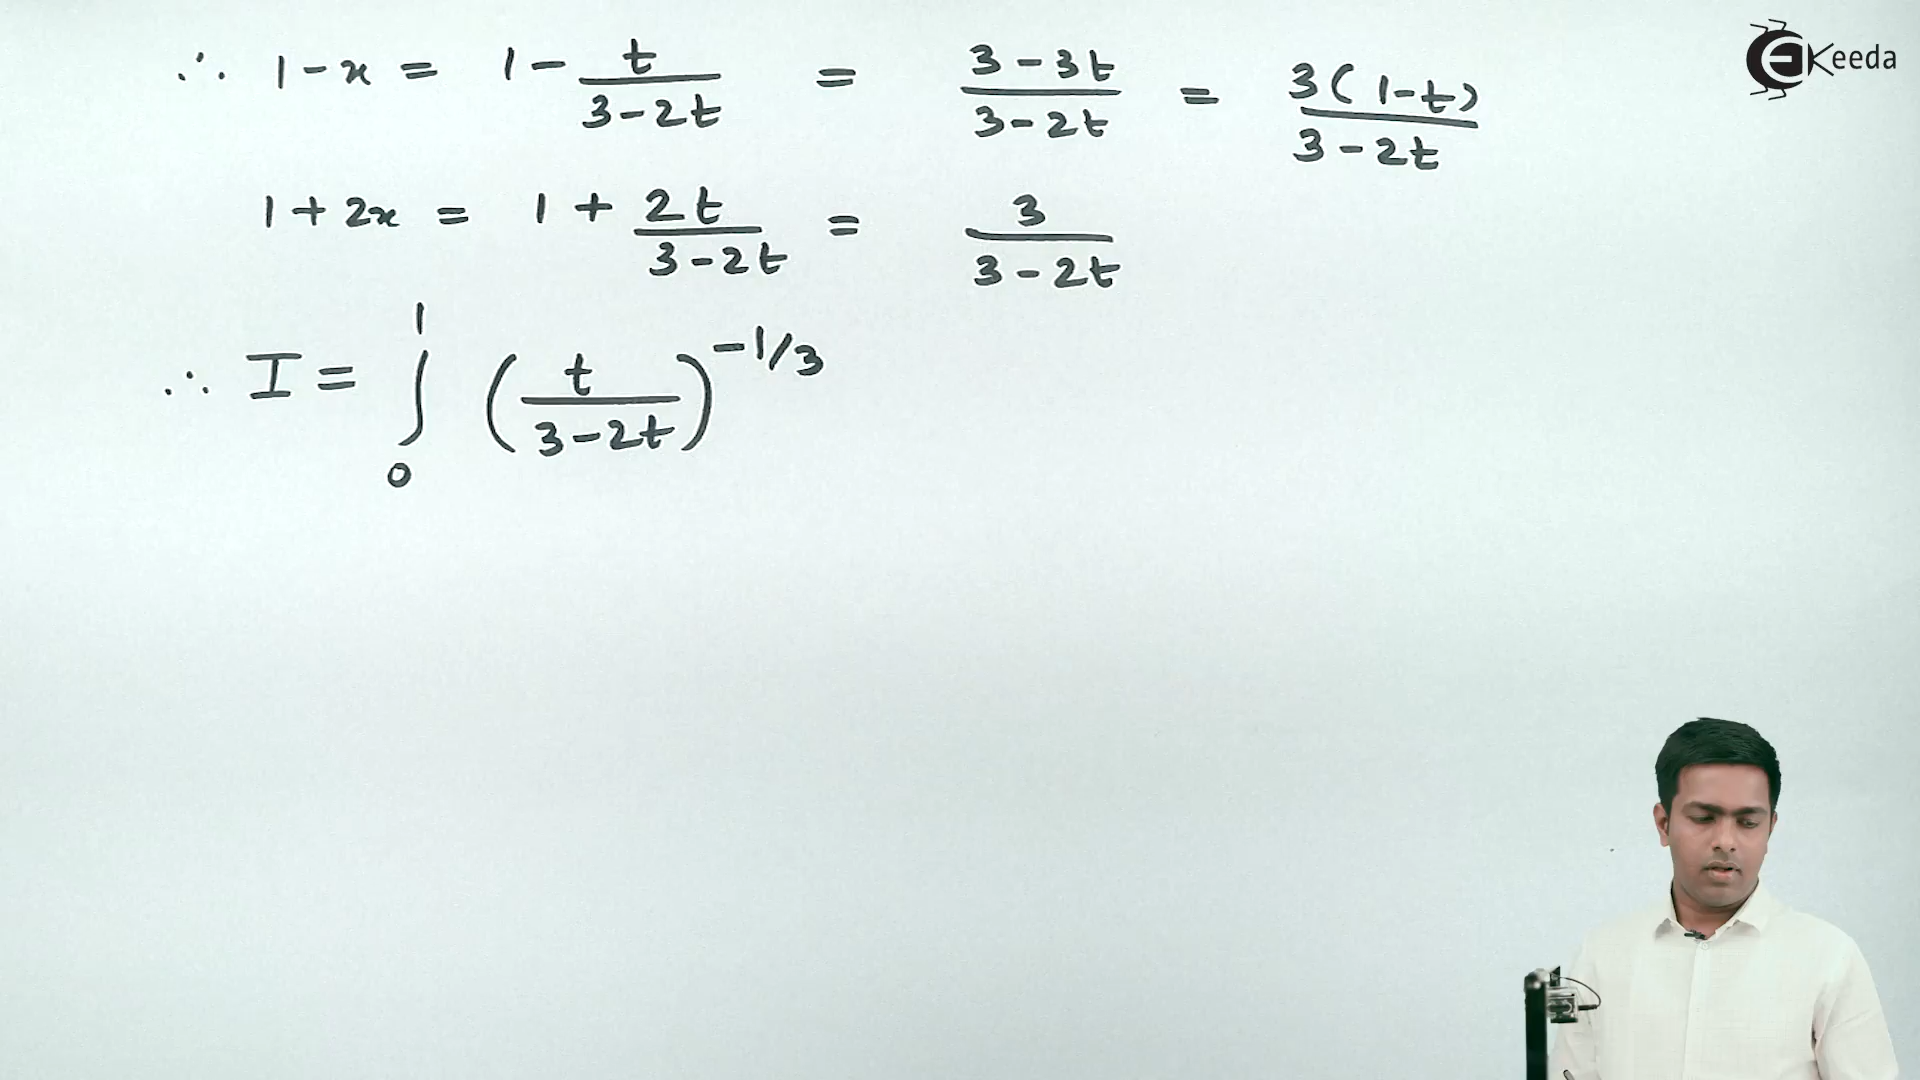 ∴ 1-x = 1 - t/(3-2t) = (3-3t)/(3-2t) = 3(1-t)/(3-2t)
1+2x = 1 + 2t/(3-2t) = 3/(3-2t)
∴ I = ∫₀¹ (t/(3-2t))^(-1/3)
eKeeda